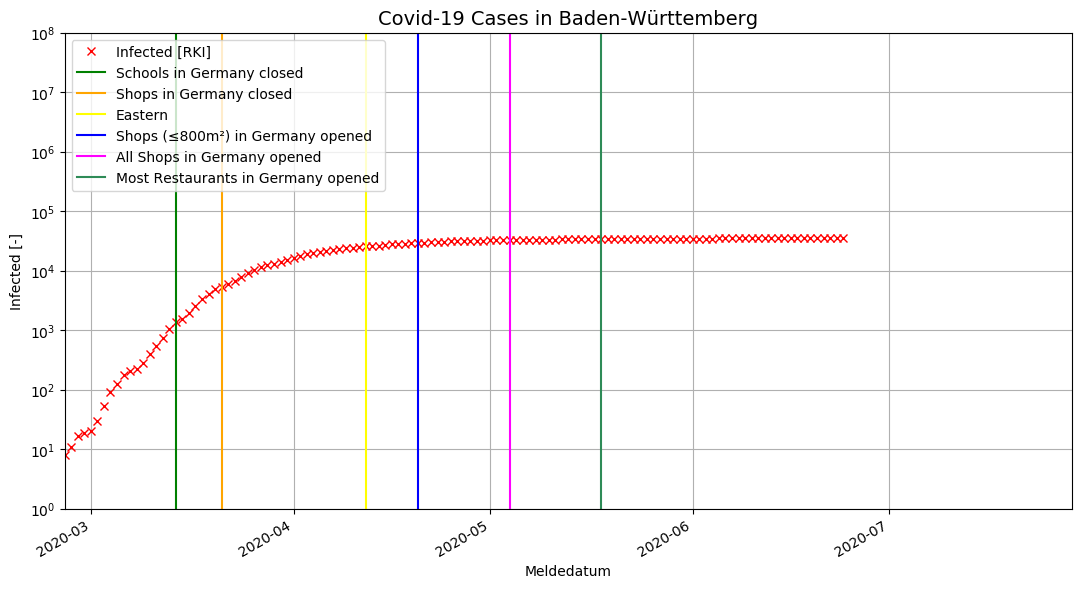 Covid-19 Cases in Baden-Württemberg
10⁸
10⁷
10⁶
10⁵
10⁴
10³
10²
10¹
10⁰
Infected [-]
Infected [RKI]
Schools in Germany closed
Shops in Germany closed
Eastern
Shops (≤800m²) in Germany opened
All Shops in Germany opened
Most Restaurants in Germany opened
2020-03
2020-04
2020-05
2020-06
2020-07
Meldedatum